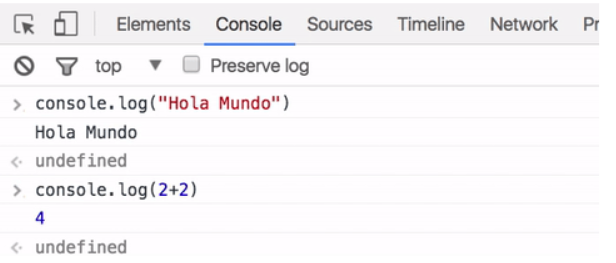 Elements Console Sources Timeline Network Pr
top Preserve log
> console.log("Hola Mundo")
Hola Mundo
<· undefined
> console.log(2+2)
4
<· undefined